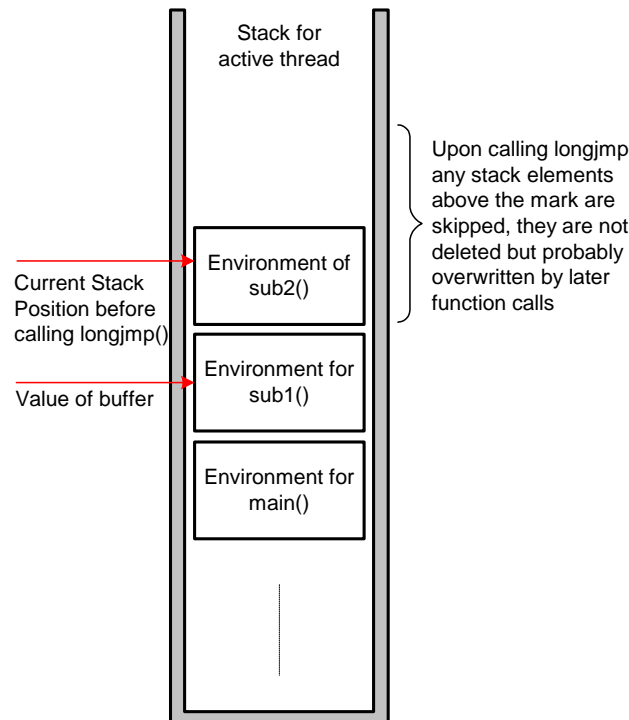 Stack for
active thread
Upon calling longjmp
any stack elements
above the mark are
skipped, they are not
deleted but probably
overwritten by later
function calls
Environment of
sub2()
Current Stack
Position before
calling longjmp()
Environment for
sub1()
Value of buffer
Environment for
main()